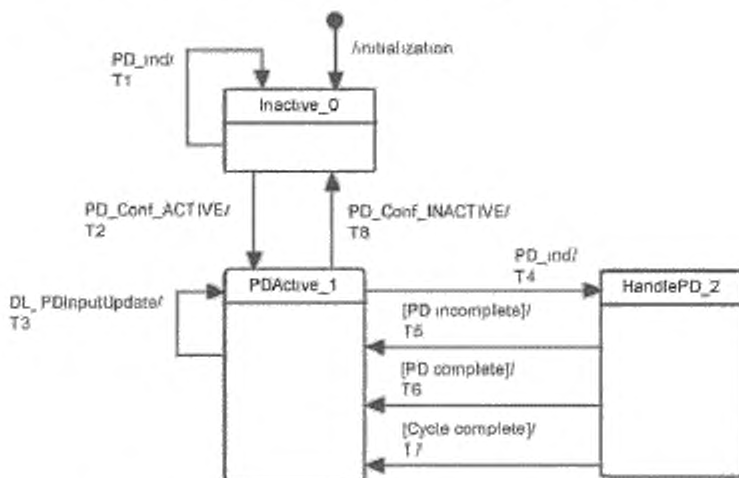 /initialization
PD_ind/
T1
Inactive_0
PD_Conf_ACTIVE/
T2
PD_Conf_INACTIVE/
T8
PD_ind/
T4
DL_PDInputUpdate/
T3
PDActive_1
HandlePD_2
[PD incomplete]/
T5
[PD complete]/
T6
[Cycle complete]/
T7